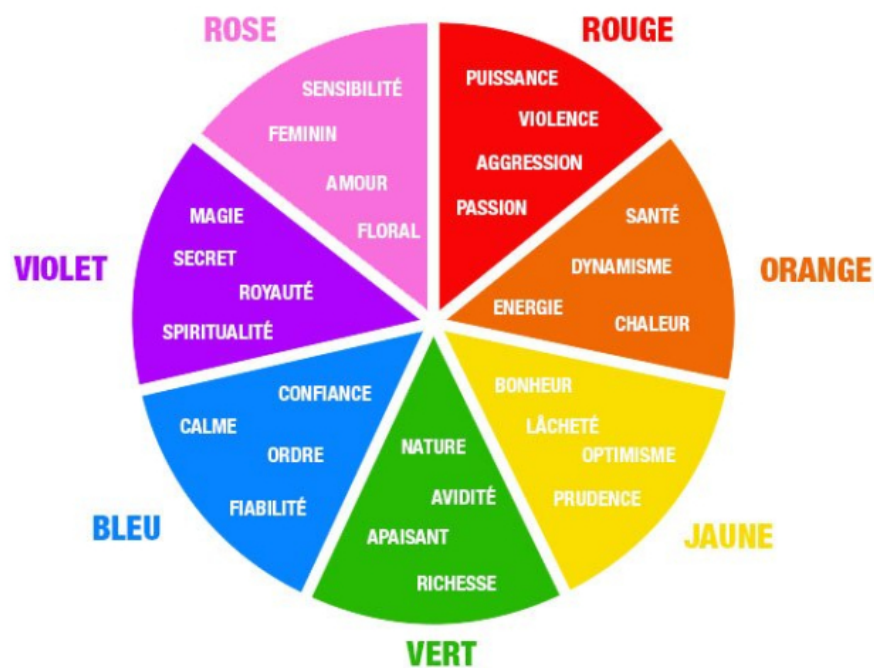 ROSE
SENSIBILITÉ
FEMININ
AMOUR
FLORAL
ROUGE
PUISSANCE
VIOLENCE
AGGRESSION
PASSION
ORANGE
SANTÉ
DYNAMISME
ENERGIE
CHALEUR
JAUNE
BONHEUR
LÂCHETÉ
OPTIMISME
PRUDENCE
VERT
NATURE
AVIDITÉ
APAISANT
RICHESSE
BLEU
CONFIANCE
CALME
ORDRE
FIABILITÉ
VIOLET
MAGIE
SECRET
ROYAUTÉ
SPIRITUALITÉ